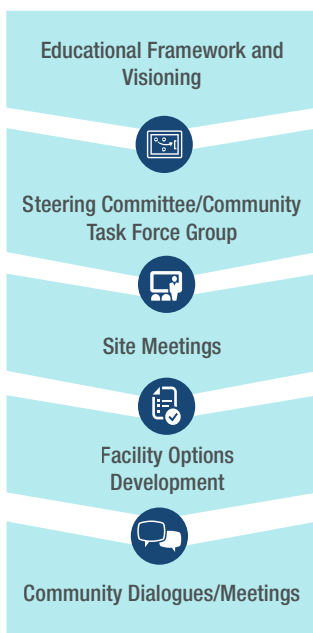 Educational Framework and
Visioning
Steering Committee/Community
Task Force Group
Site Meetings
Facility Options
Development
Community Dialogues/Meetings